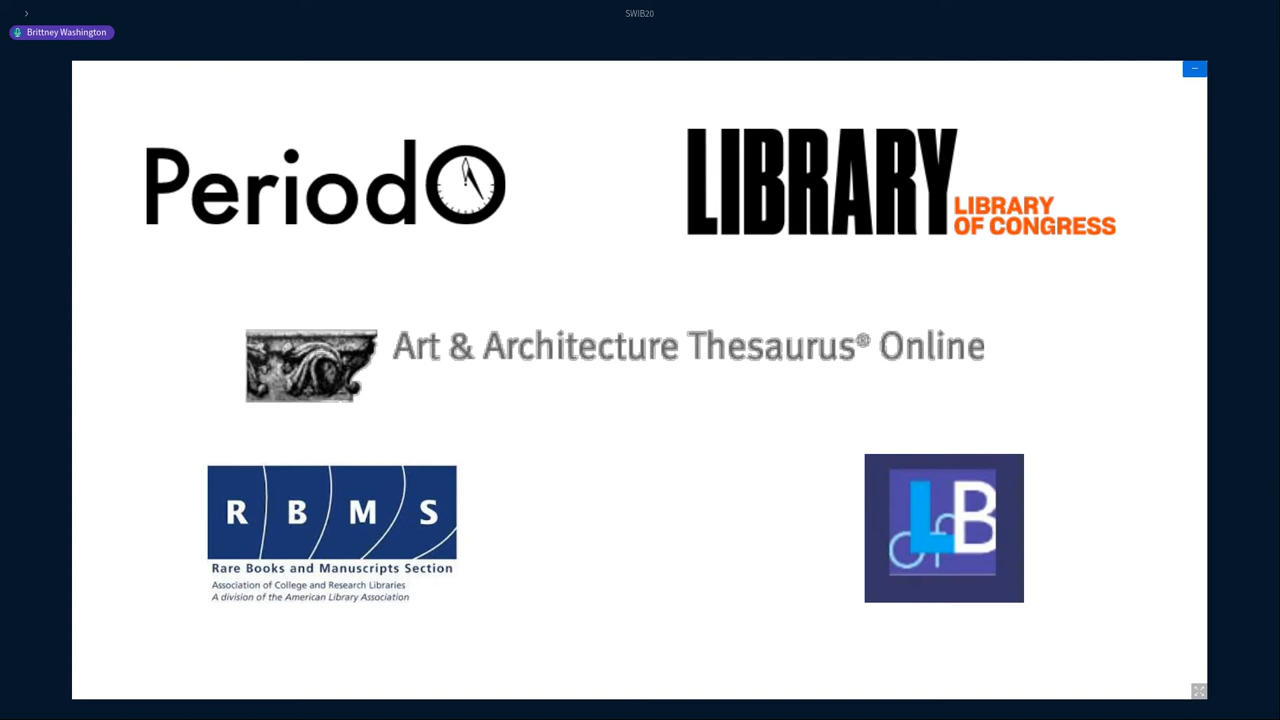 SWIB20
Brittney Washington
PeriodO
LIBRARY
LIBRARY
OF CONGRESS
Art & Architecture Thesaurus® Online
R B M S
Rare Books and Manuscripts Section
Association of College and Research Libraries
A division of the American Library Association
LB